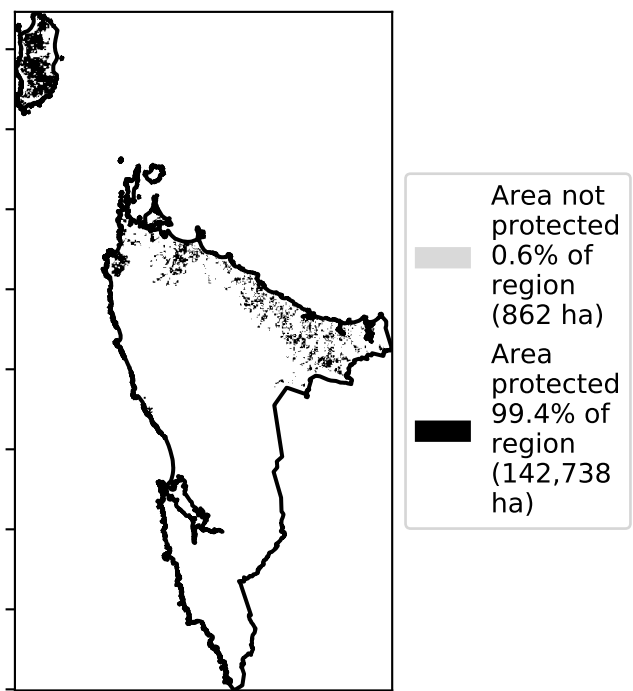 Area not
protected
0.6% of
region
(862 ha)
Area
protected
99.4% of
region
(142,738
ha)